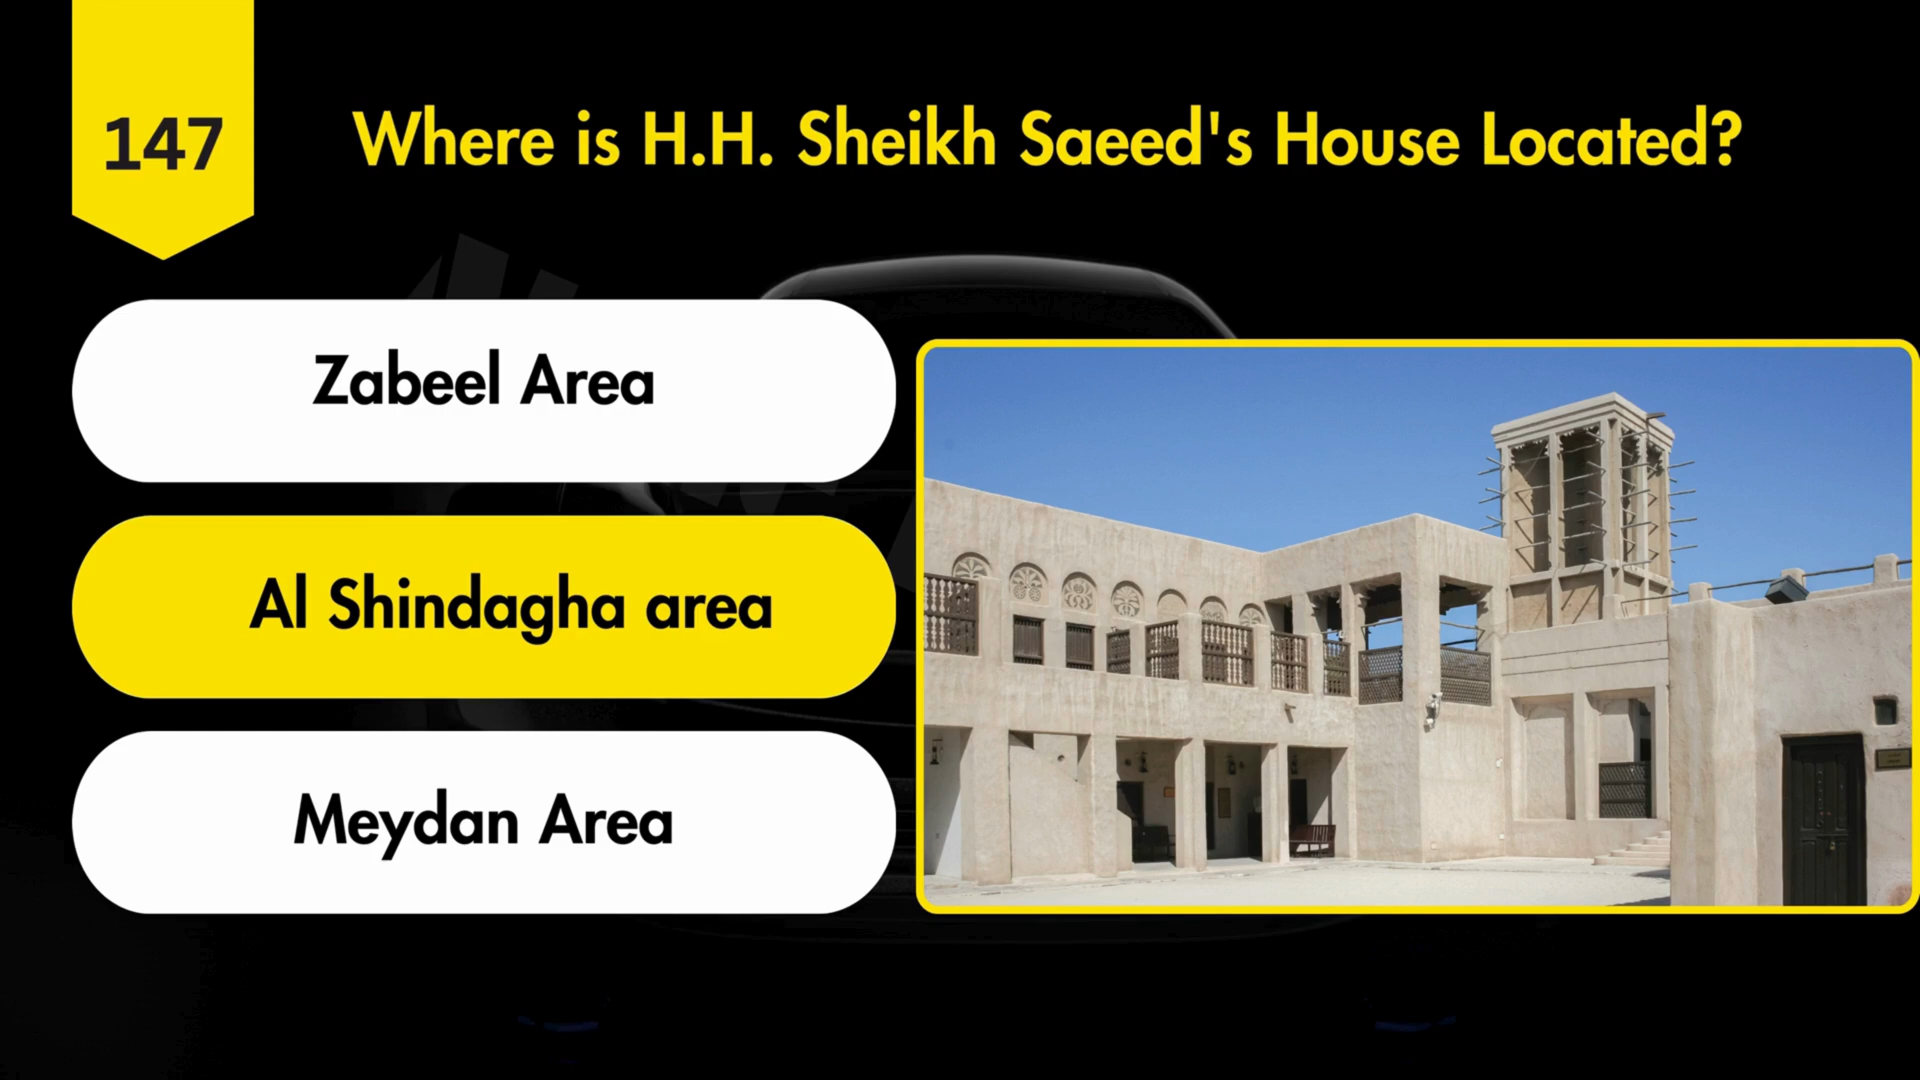 147
Where is H.H. Sheikh Saeed's House Located?
Zabeel Area
Al Shindagha area
Meydan Area